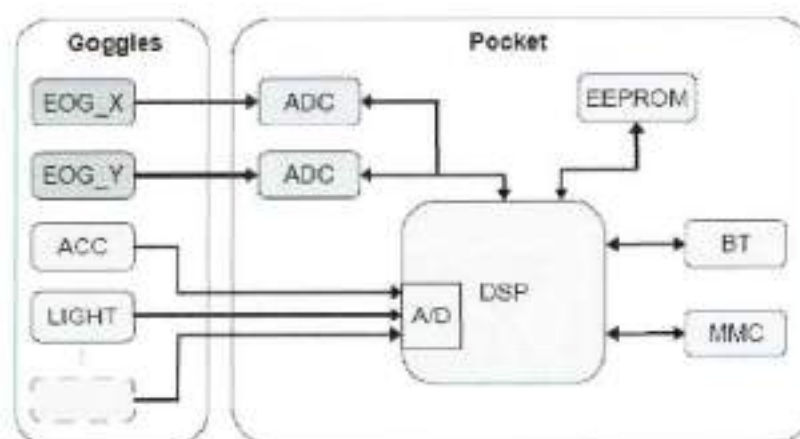 Goggles
Pocket
EOG_X
ADC
EEPROM
EOG_Y
ADC
ACC
BT
DSP
LIGHT
A/D
MMC